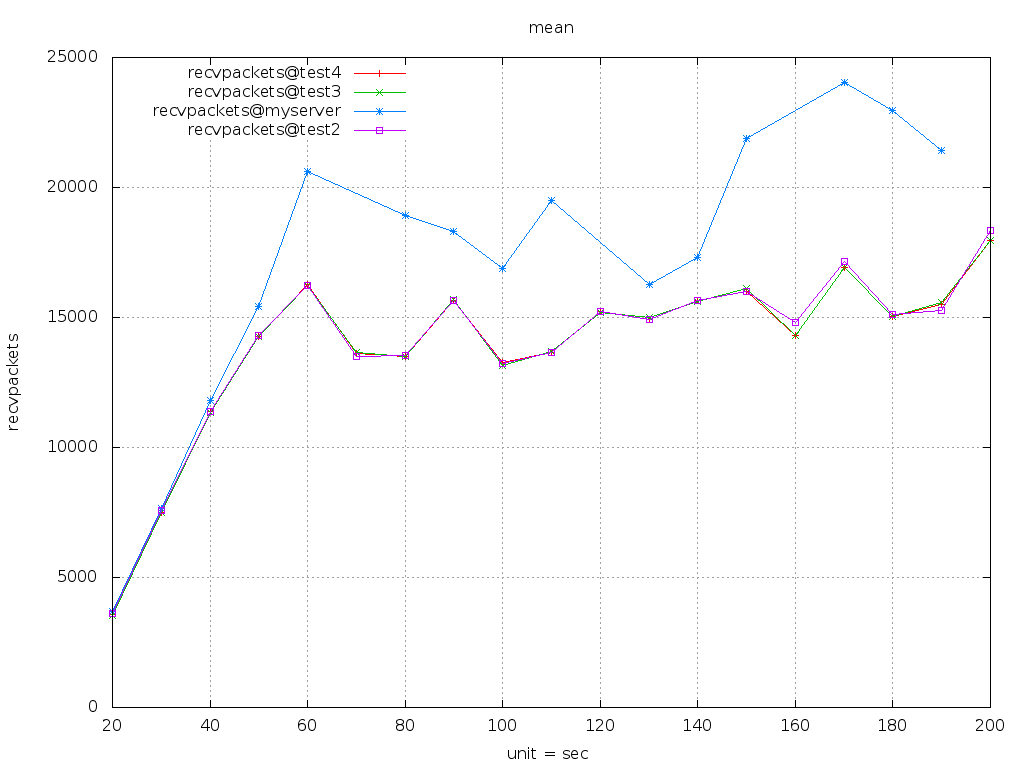 mean
25000
20000
15000
10000
5000
0
recvpackets@test4
recvpackets@test3
recvpackets@myserver
recvpackets@test2
recvpackets
20 40 60 80 100 120 140 160 180 200
unit = sec